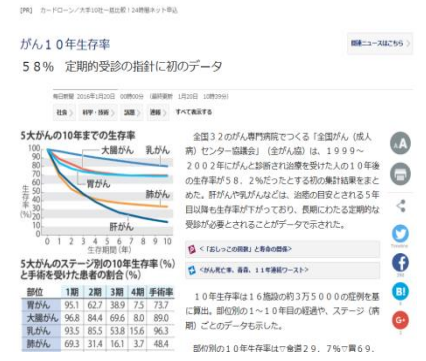 [PR] カードローン／大手10社一括比較！24時間ネット申込
がん１０年生存率
関連ニュースはこちら 〉
５８％　定期的受診の指針に初のデータ
毎日新聞 2016年1月20日 00時00分 (最終更新 1月20日 10時29分)
社会 〉 科学・技術 〉 話題 〉 速報 〉 すべて表示する
5大がんの10年までの生存率
100
90
80
70
60
50
40
30
20
10
0
生存率(%)
大腸がん 乳がん
胃がん
肺がん
肝がん
0 1 2 3 4 5 6 7 8 9 10
生存期間(年)
5大がんのステージ別の10年生存率(%)
と手術を受けた患者の割合(%)
部位 1期 2期 3期 4期 手術率
胃がん 95.1 62.7 38.9 7.5 73.7
大腸がん 96.8 84.4 69.6 8.0 89.0
乳がん 93.5 85.5 53.8 15.6 96.3
肺がん 69.3 31.4 16.1 3.7 48.4
全国３２のがん専門病院でつくる「全国がん（成人
病）センター協議会」（全がん協）は、１９９９～
２００２年にがんと診断され治療を受けた人の１０年後
の生存率が５８．２％だったとする初の集計結果をまと
めた。肝がんや乳がんなどは、治癒の目安とされる５年
目以降も生存率が下がっており、長期にわたる定期的な
受診が必要とされることがデータで示された。
＜「おしっこの回数」と寿命の関係＞
＜がん死亡率、青森、１１年連続ワースト＞
１０年生存率は１６施設の約３万５０００の症例を基
に算出。部位別の１～１０年目の経過や、ステージ（病
期）ごとのデータも示した。
部位別の１０年生存率は▽食道２９．７％▽胃６９．
AA
B!
G+